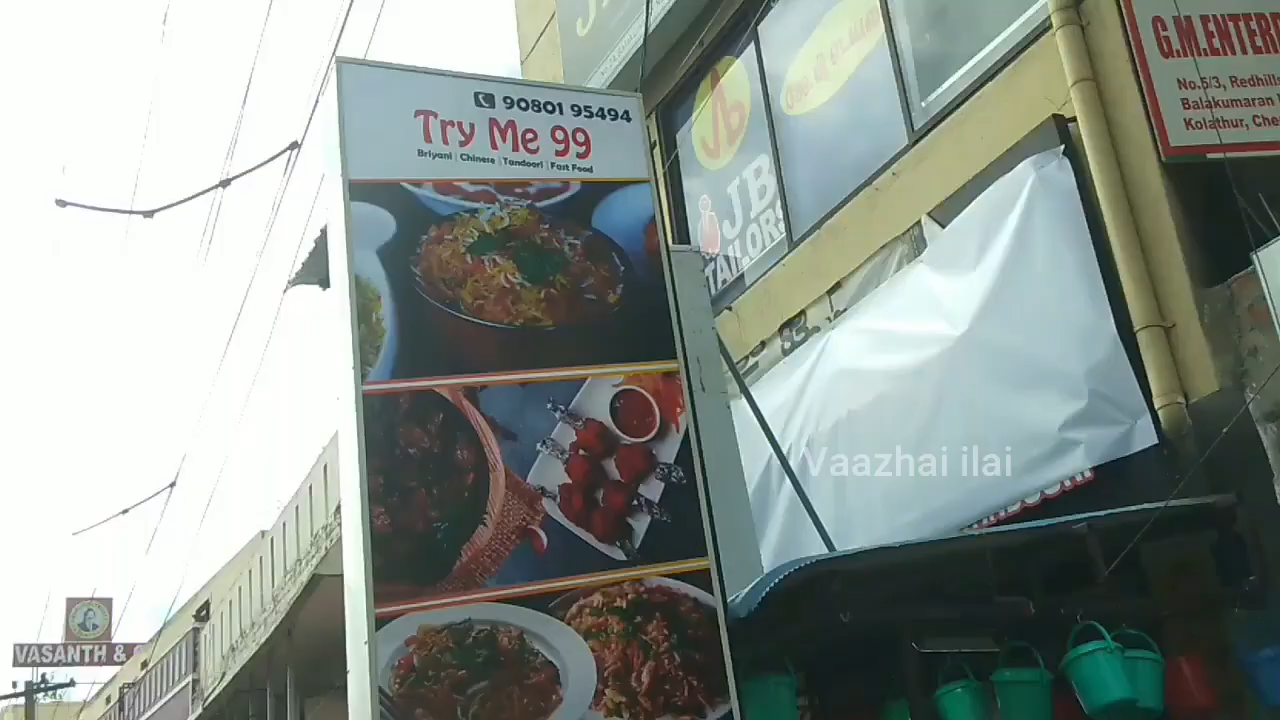 90801 95494
Try Me 99
Briyani | Chinese | Tandoori | Fast Food
JB
TAILORS
G.M.ENTER
No.5/3, Redhills
Balakumaran
Kolathur, Che
Vaazhai ilai
VASANTH &